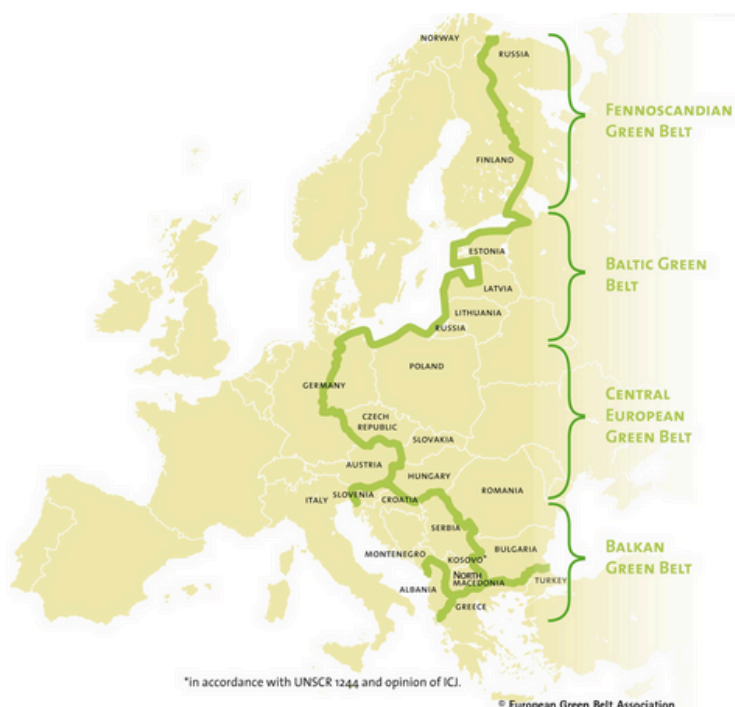 NORWAY
RUSSIA
FENNOSCANDIAN
GREEN BELT
FINLAND
ESTONIA
BALTIC GREEN
BELT
LATVIA
LITHUANIA
RUSSIA
POLAND
GERMANY
CENTRAL
EUROPEAN
GREEN BELT
CZECH
REPUBLIC
SLOVAKIA
AUSTRIA
HUNGARY
ITALY
SLOVENIA
CROATIA
ROMANIA
SERBIA
BULGARIA
BALKAN
GREEN BELT
MONTENEGRO
KOSOVO*
NORTH
MACEDONIA
TURKEY
ALBANIA
GREECE
*in accordance with UNSCR 1244 and opinion of ICJ.
© European Green Belt Association